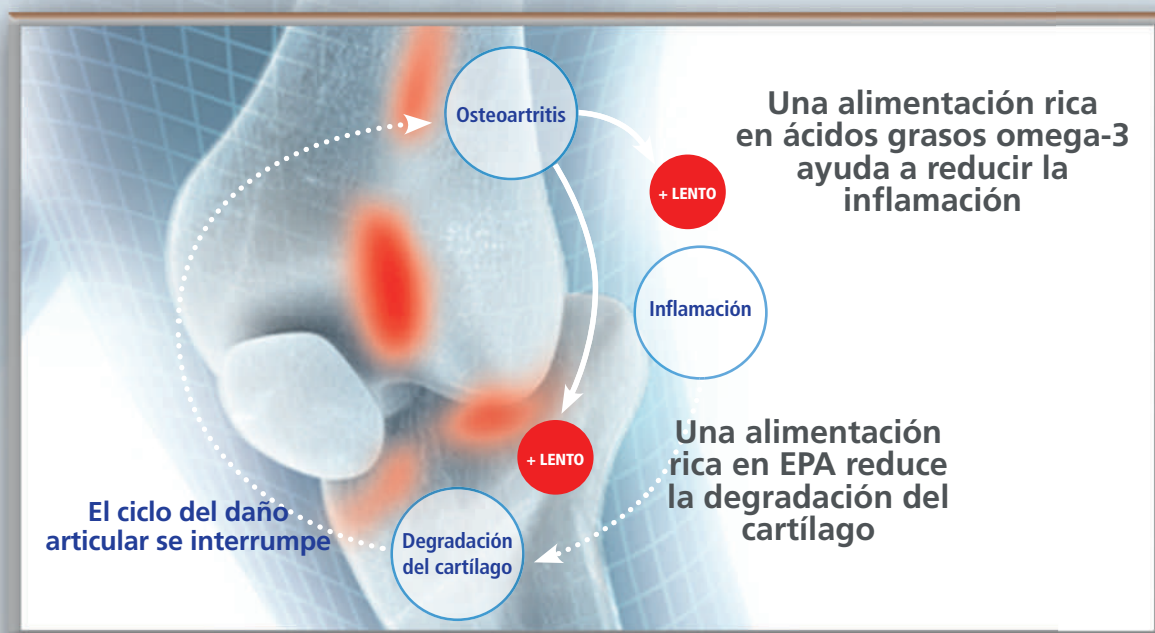 Osteoartritis
Una alimentación rica
en ácidos grasos omega-3
ayuda a reducir la
inflamación
+ LENTO
Inflamación
Una alimentación
rica en EPA reduce
la degradación del
cartílago
+ LENTO
El ciclo del daño
articular se interrumpe
Degradación
del cartílago